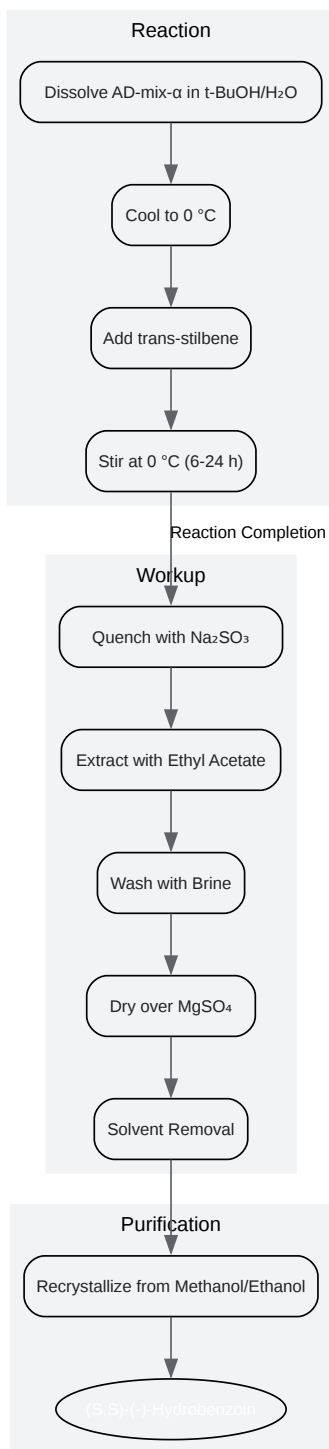 Reaction
Dissolve AD-mix-α in t-BuOH/H₂O
Cool to 0 °C
Add trans-stilbene
Stir at 0 °C (6-24 h)
Reaction Completion
Workup
Quench with Na₂SO₃
Extract with Ethyl Acetate
Wash with Brine
Dry over MgSO₄
Solvent Removal
Purification
Recrystallize from Methanol/Ethanol
(S,S)-(-)-Hydrobenzoin